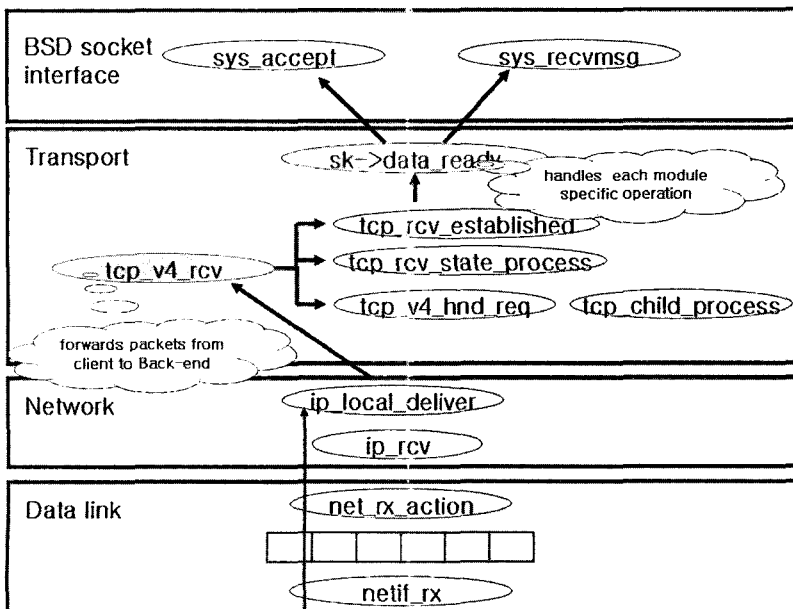 BSD socket
interface
sys_accept
sys_recvmsg
Transport
sk->data_ready
handles each module
specific operation
tcp_rcv_established
tcp_v4_rcv
tcp_rcv_state_process
tcp_v4_hnd_req
tcp_child_process
forwards packets from
client to Back-end
Network
ip_local_deliver
ip_rcv
Data link
net_rx_action
netif_rx